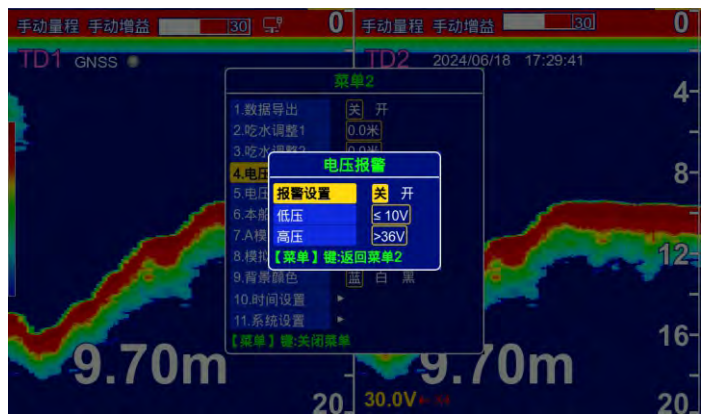 手动量程 手动增益 30 0
TD1 GNSS
手动量程 手动增益 30 0
TD2 2024/06/18 17:29:41
4
8
12
16
20
菜单2
1.数据导出 关 开
2.吃水调整1 0.0米
3.吃水调整2 0.0米
4.电压
5.电压
6.本船
7.A模
8.模拟
9.背景颜色 蓝 白 黑
10.时间设置
11.系统设置
【菜单】键:关闭菜单
电压报警
报警设置 关 开
低压 ≤ 10V
高压 >36V
【菜单】键:返回菜单2
9.70m
20
9.70m
30.0V